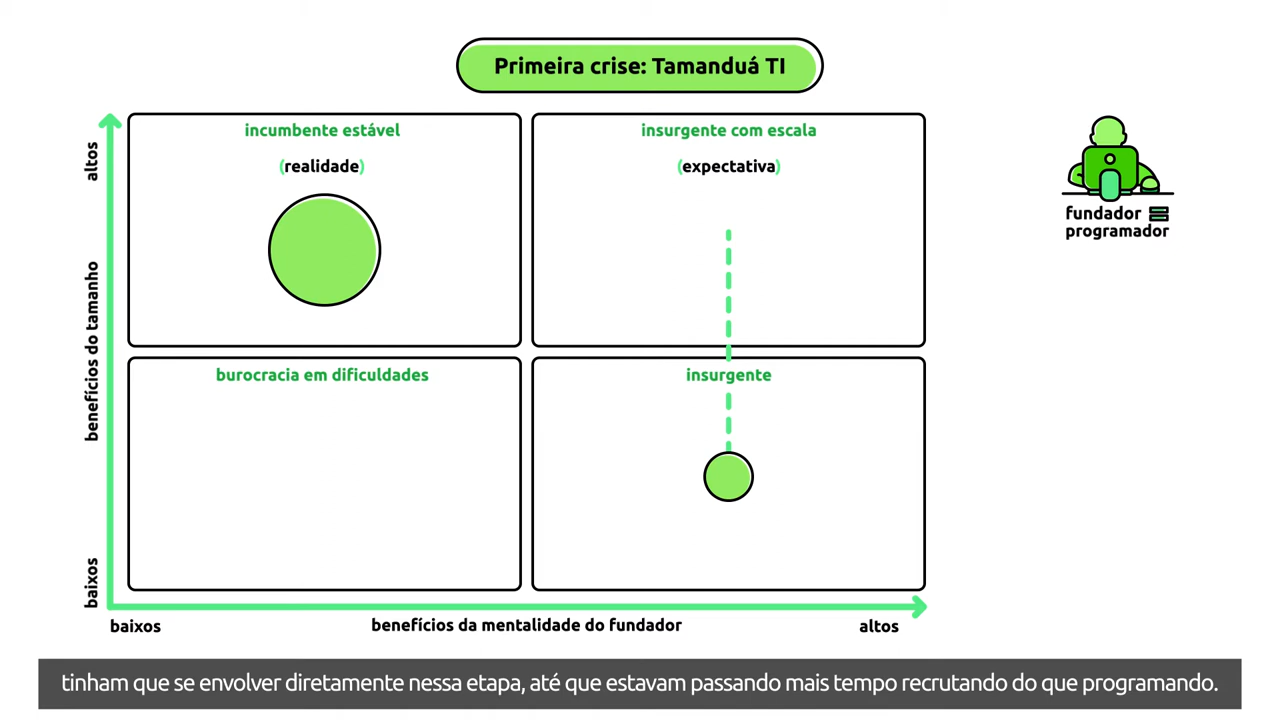 Primeira crise: Tamanduá TI
altos
benefícios do tamanho
baixos
incumbente estável
(realidade)
insurgente com escala
(expectativa)
fundador =
programador
burocracia em dificuldades
insurgente
baixos
benefícios da mentalidade do fundador
altos
tinham que se envolver diretamente nessa etapa, até que estavam passando mais tempo recrutando do que programando.